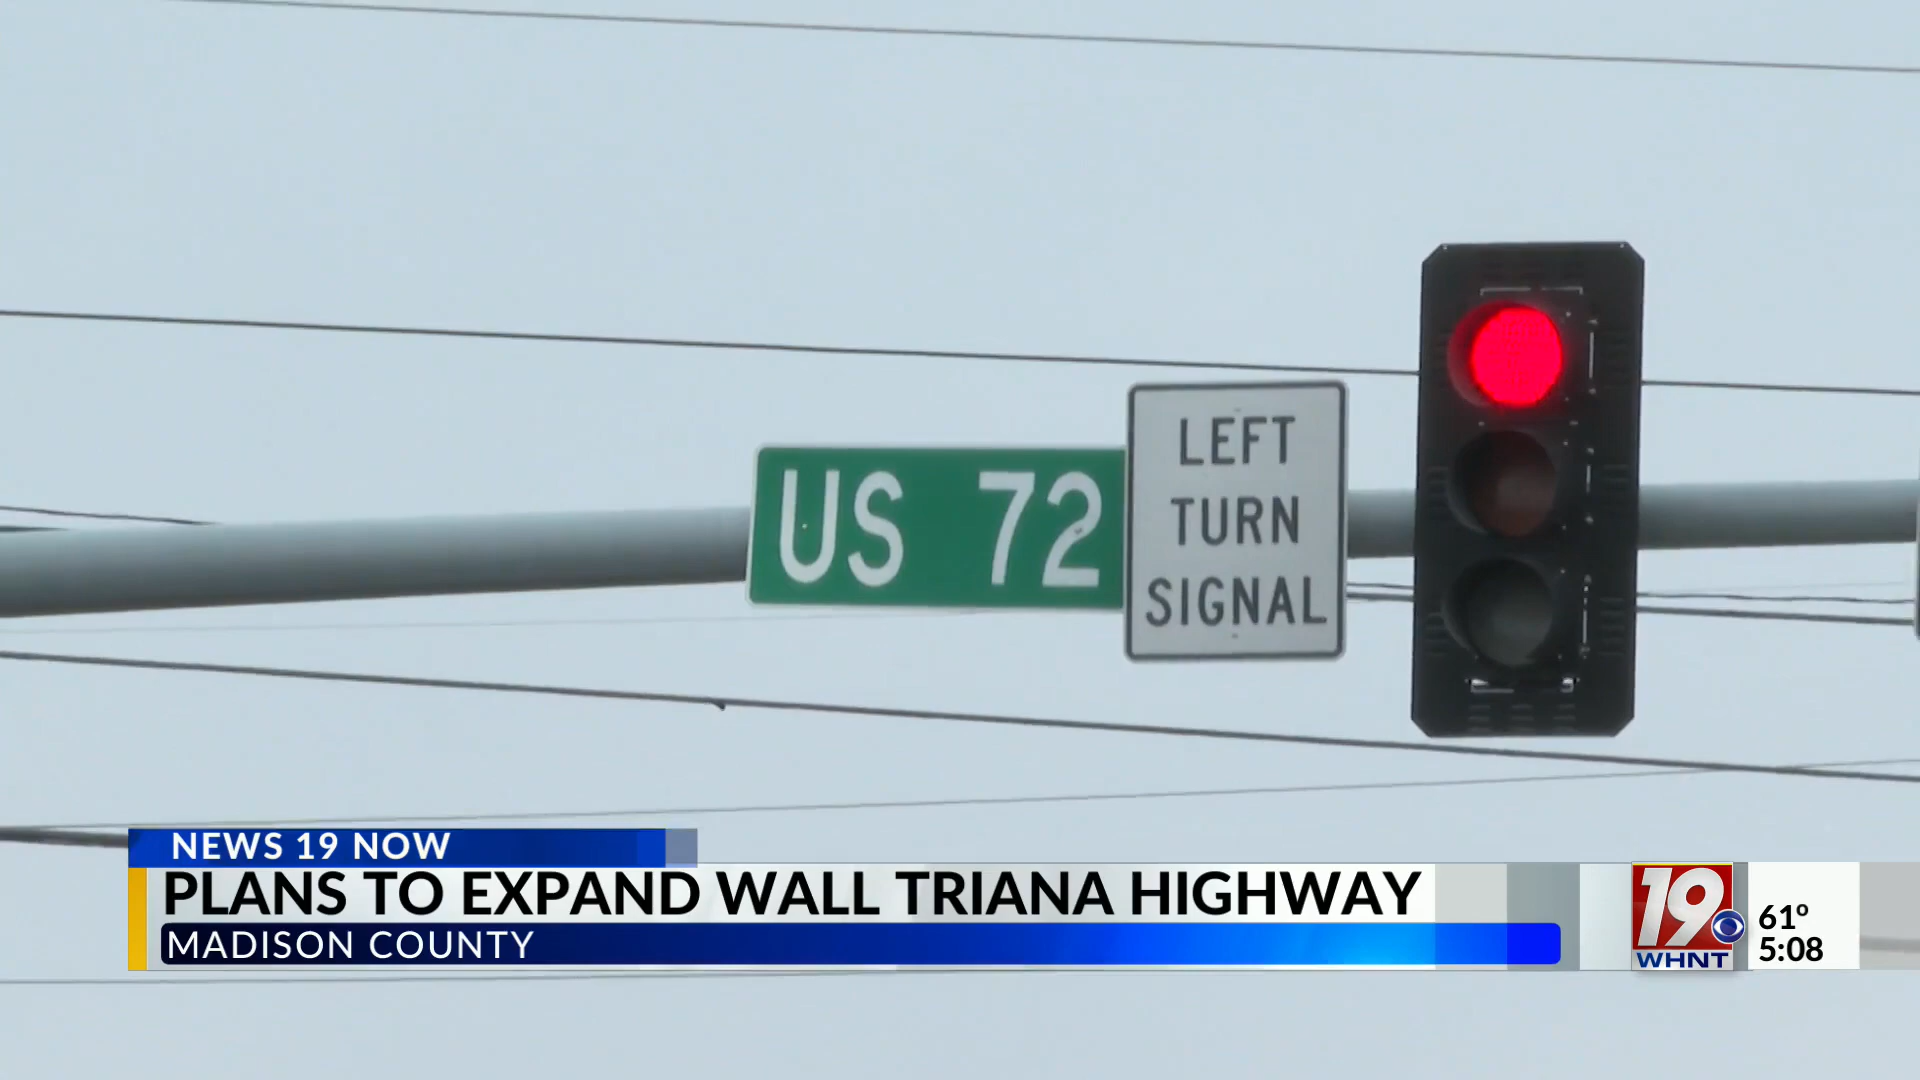 US 72
LEFT
TURN
SIGNAL
NEWS 19 NOW
PLANS TO EXPAND WALL TRIANA HIGHWAY
MADISON COUNTY
19
WHNT
61º
5:08